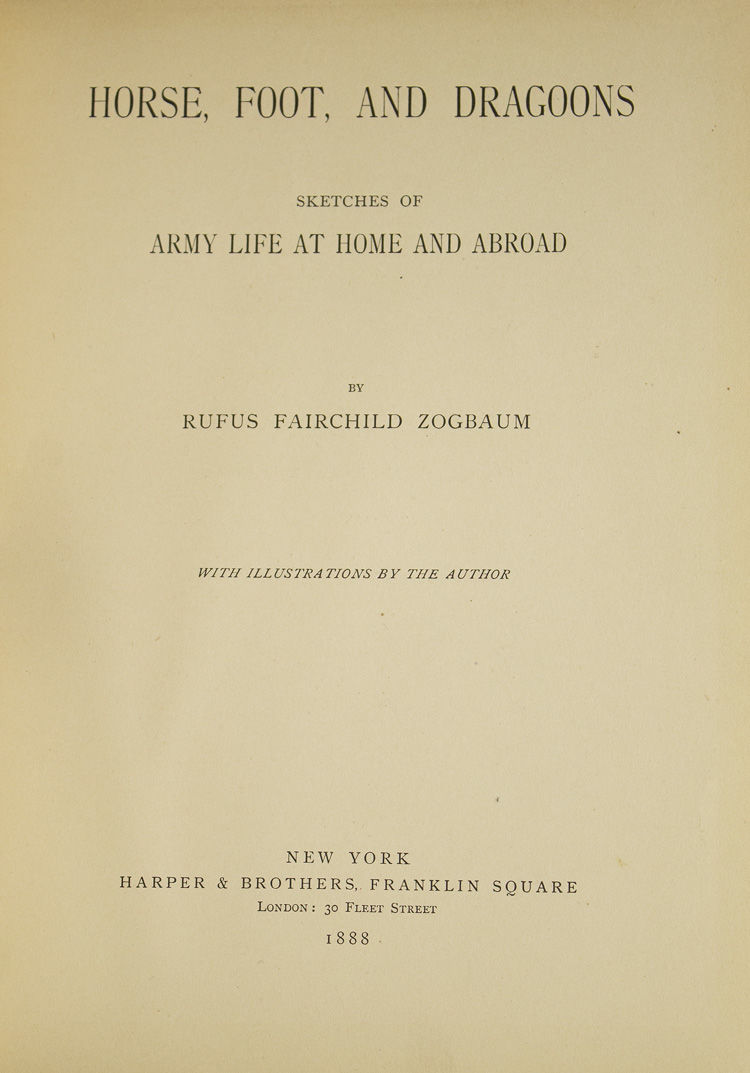 HORSE, FOOT, AND DRAGOONS
SKETCHES OF
ARMY LIFE AT HOME AND ABROAD
BY
RUFUS FAIRCHILD ZOGBAUM
WITH ILLUSTRATIONS BY THE AUTHOR
NEW YORK
HARPER & BROTHERS, FRANKLIN SQUARE
LONDON: 30 FLEET STREET
1888